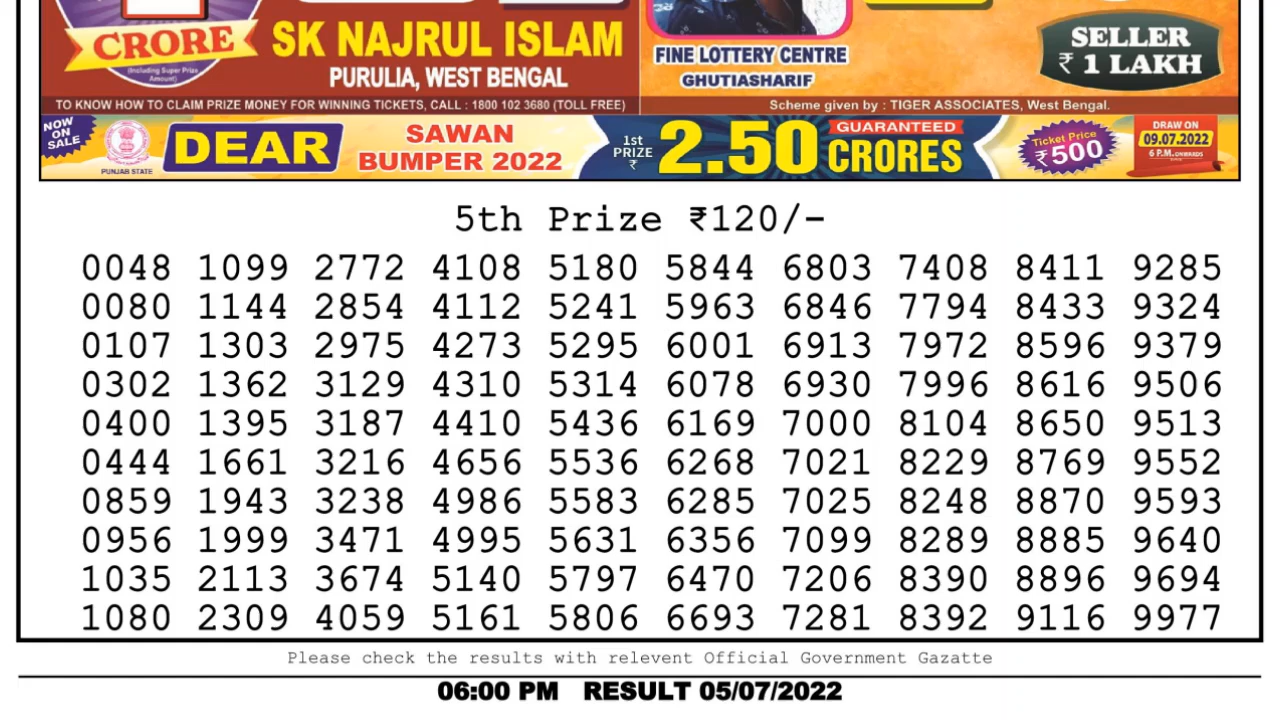 CRORE
(Including Super Prize
Amount)
SK NAJRUL ISLAM
PURULIA, WEST BENGAL
FINE LOTTERY CENTRE
GHUTIASHARIF
SELLER
₹ 1 LAKH
TO KNOW HOW TO CLAIM PRIZE MONEY FOR WINNING TICKETS, CALL : 1800 102 3680 (TOLL FREE)
Scheme given by : TIGER ASSOCIATES, West Bengal.
NOW
ON
SALE
PUNJAB STATE
DEAR
SAWAN
BUMPER 2022
1st
PRIZE
₹
2.50
GUARANTEED
CRORES
Ticket Price
₹500
DRAW ON
09.07.2022
6 P.M. ONWARDS
5th Prize ₹120/-
0048 1099 2772 4108 5180 5844 6803 7408 8411 9285
0080 1144 2854 4112 5241 5963 6846 7794 8433 9324
0107 1303 2975 4273 5295 6001 6913 7972 8596 9379
0302 1362 3129 4310 5314 6078 6930 7996 8616 9506
0400 1395 3187 4410 5436 6169 7000 8104 8650 9513
0444 1661 3216 4656 5536 6268 7021 8229 8769 9552
0859 1943 3238 4986 5583 6285 7025 8248 8870 9593
0956 1999 3471 4995 5631 6356 7099 8289 8885 9640
1035 2113 3674 5140 5797 6470 7206 8390 8896 9694
1080 2309 4059 5161 5806 6693 7281 8392 9116 9977
Please check the results with relevent Official Government Gazatte
06:00 PM RESULT 05/07/2022